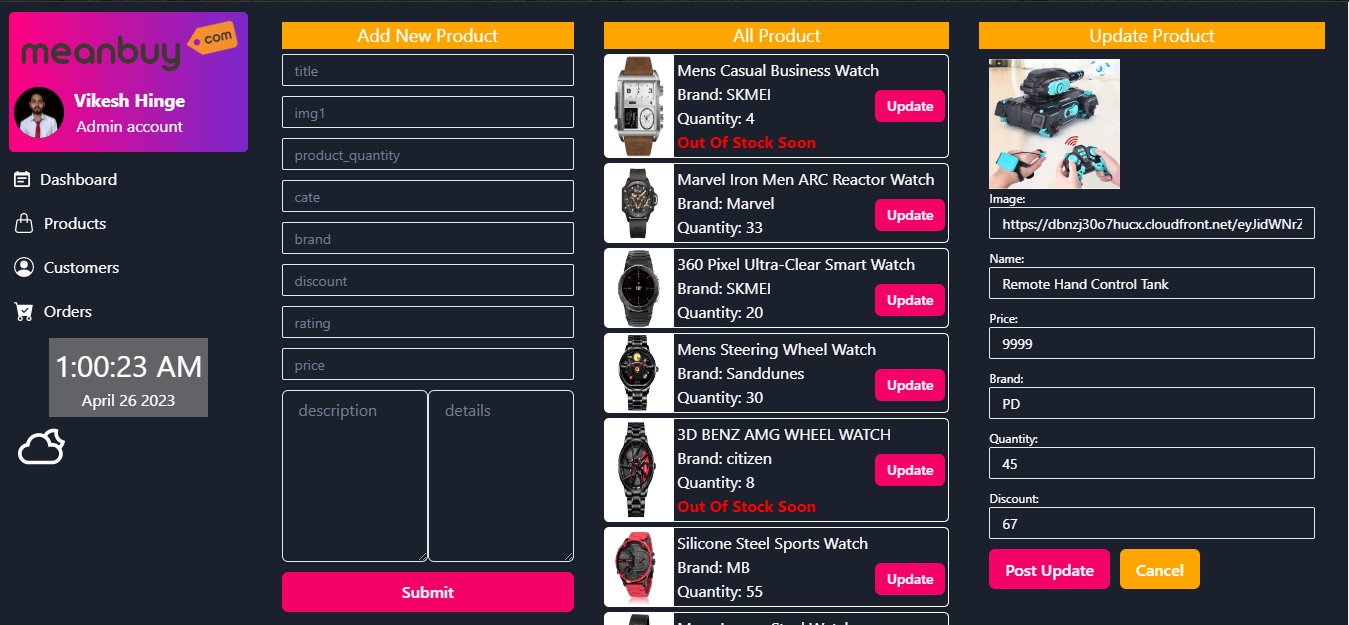 meanbuy
com
Vikesh Hinge
Admin account
Dashboard
Products
Customers
Orders
1:00:23 AM
April 26 2023
Add New Product
title
img1
product_quantity
cate
brand
discount
rating
price
description
details
Submit
All Product
Mens Casual Business Watch
Brand: SKMEI
Quantity: 4
Out Of Stock Soon
Update
Marvel Iron Men ARC Reactor Watch
Brand: Marvel
Quantity: 33
Update
360 Pixel Ultra-Clear Smart Watch
Brand: SKMEI
Quantity: 20
Update
Mens Steering Wheel Watch
Brand: Sanddunes
Quantity: 30
Update
3D BENZ AMG WHEEL WATCH
Brand: citizen
Quantity: 8
Out Of Stock Soon
Update
Silicone Steel Sports Watch
Brand: MB
Quantity: 55
Update
Update Product
Image:
https://dbnzj30o7hucx.cloudfront.net/eyJidWNrZ
Name:
Remote Hand Control Tank
Price:
9999
Brand:
PD
Quantity:
45
Discount:
67
Post Update
Cancel